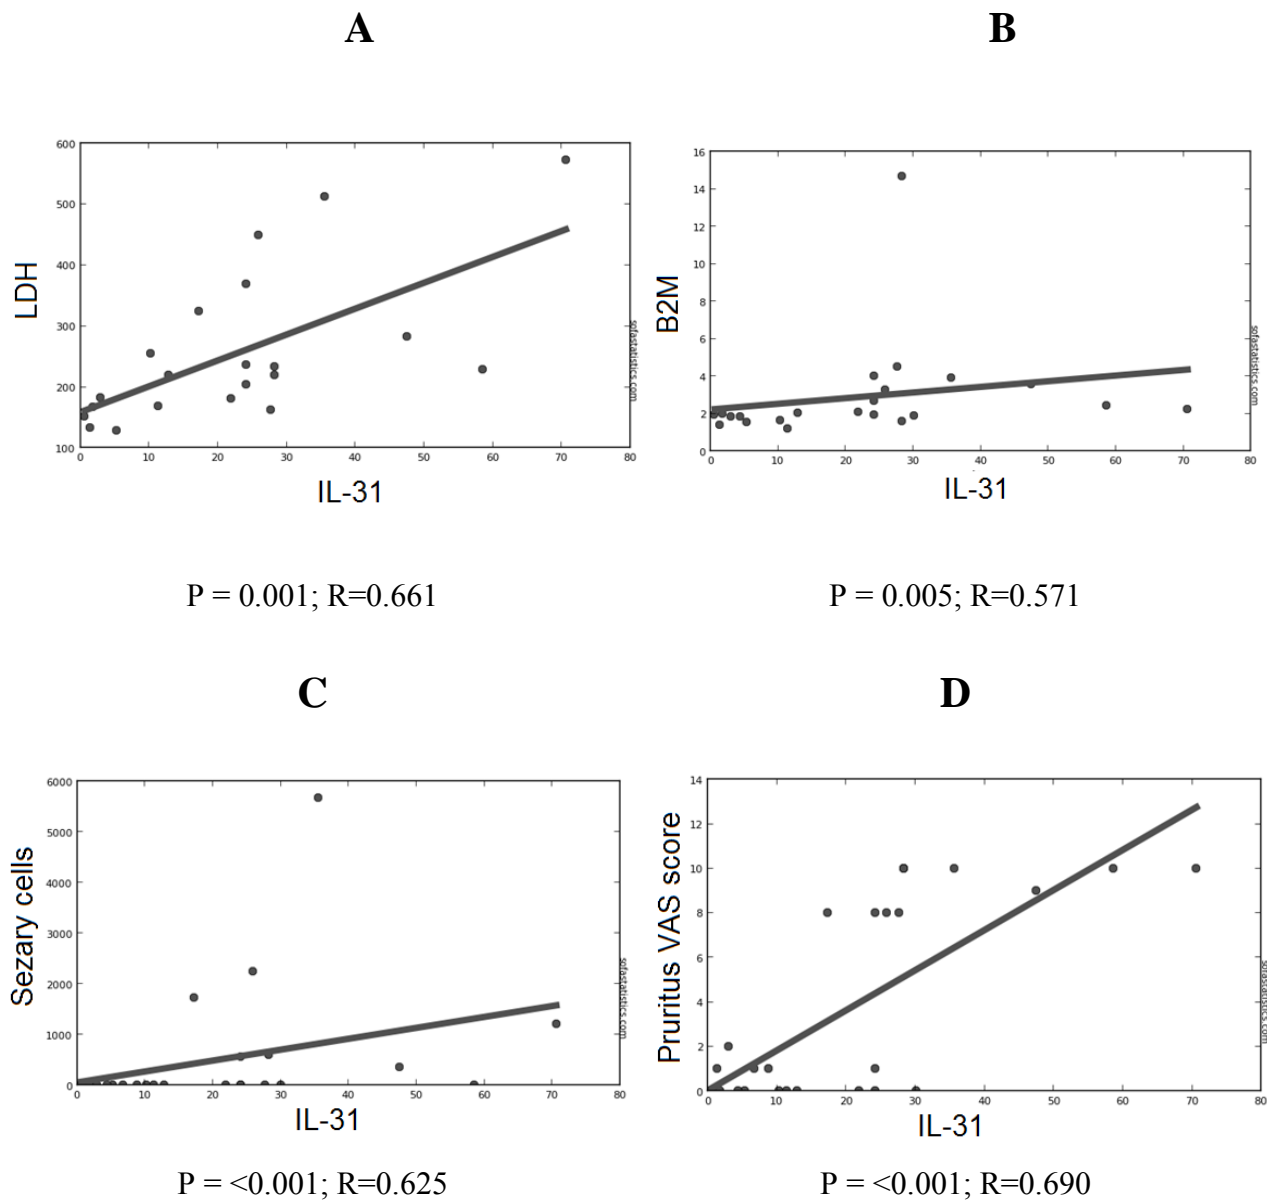 A
B
600
500
400
300
200
100
LDH
0 10 20 30 40 50 60 70 80
IL-31
sofastatistics.com
16
14
12
10
8
6
4
2
0
B2M
0 10 20 30 40 50 60 70 80
IL-31
sofastatistics.com
P = 0.001; R=0.661
P = 0.005; R=0.571
C
D
6000
5000
4000
3000
2000
1000
0
Sezary cells
0 10 20 30 40 50 60 70 80
IL-31
sofastatistics.com
14
12
10
8
6
4
2
0
Pruritus VAS score
0 10 20 30 40 50 60 70 80
IL-31
sofastatistics.com
P = <0.001; R=0.625
P = <0.001; R=0.690